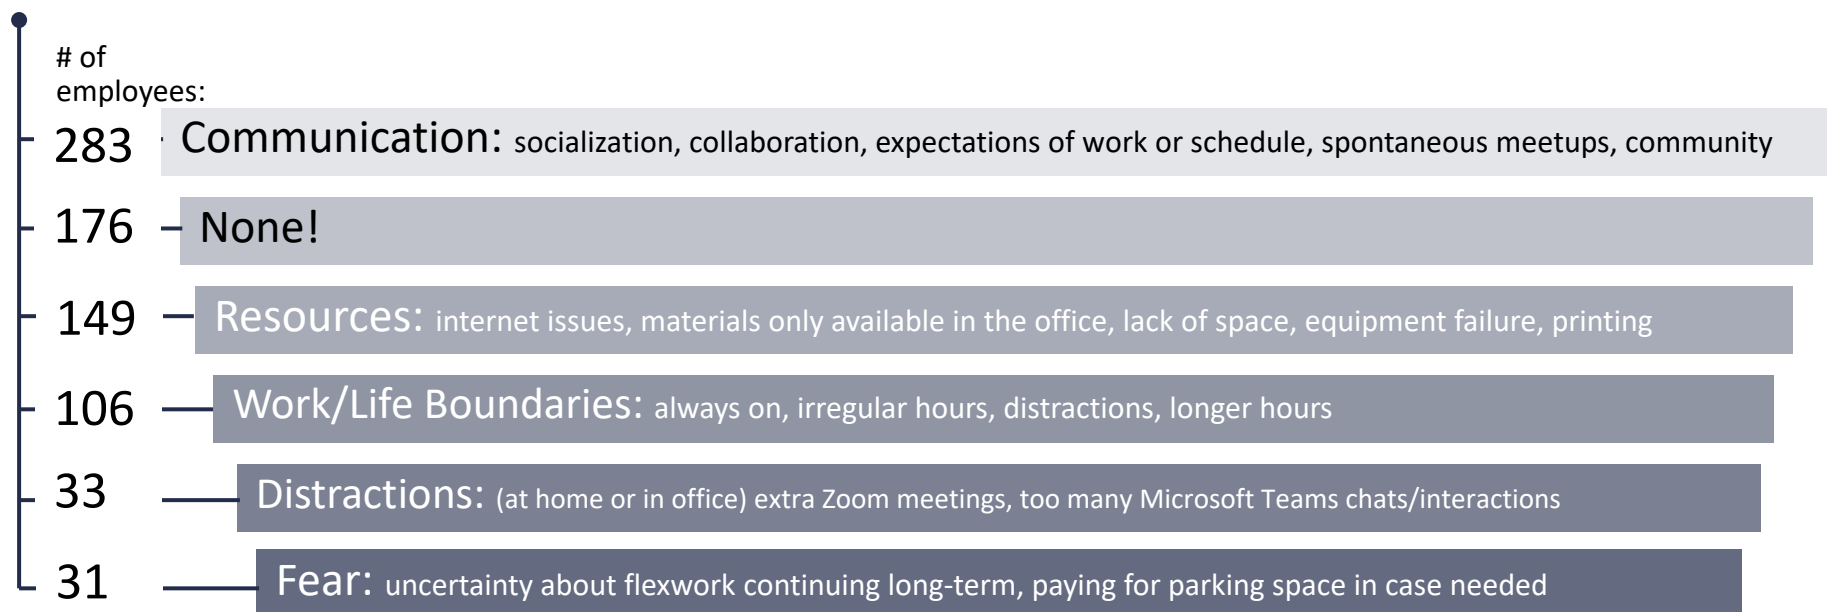 # of
employees:
283 Communication: socialization, collaboration, expectations of work or schedule, spontaneous meetups, community
176 None!
149 Resources: internet issues, materials only available in the office, lack of space, equipment failure, printing
106 Work/Life Boundaries: always on, irregular hours, distractions, longer hours
33 Distractions: (at home or in office) extra Zoom meetings, too many Microsoft Teams chats/interactions
31 Fear: uncertainty about flexwork continuing long-term, paying for parking space in case needed